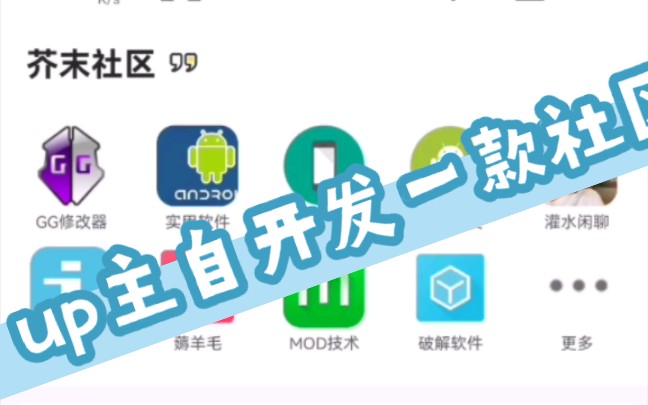 K/s
芥末社区
GG修改器
实用软件
灌水闲聊
up主自开发一款社区
薅羊毛
MOD技术
破解软件
更多